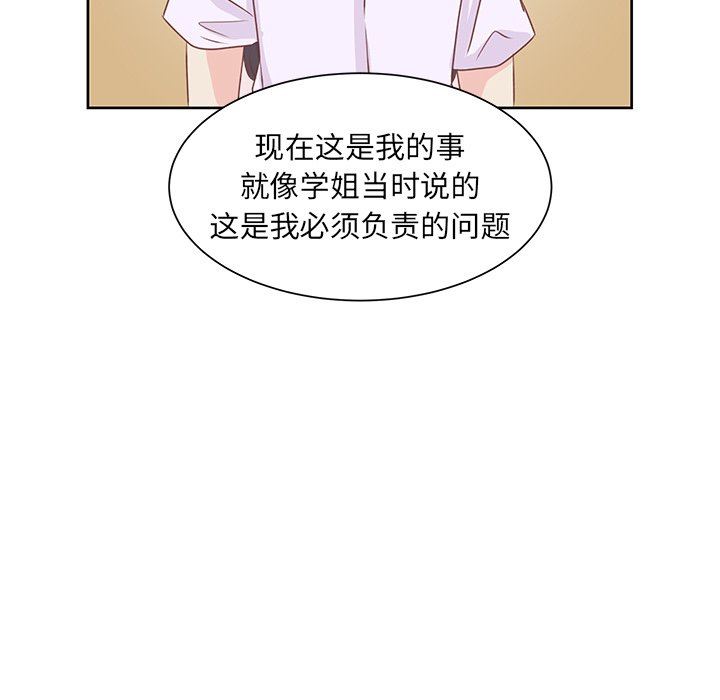 现在这是我的事
就像学姐当时说的
这是我必须负责的问题